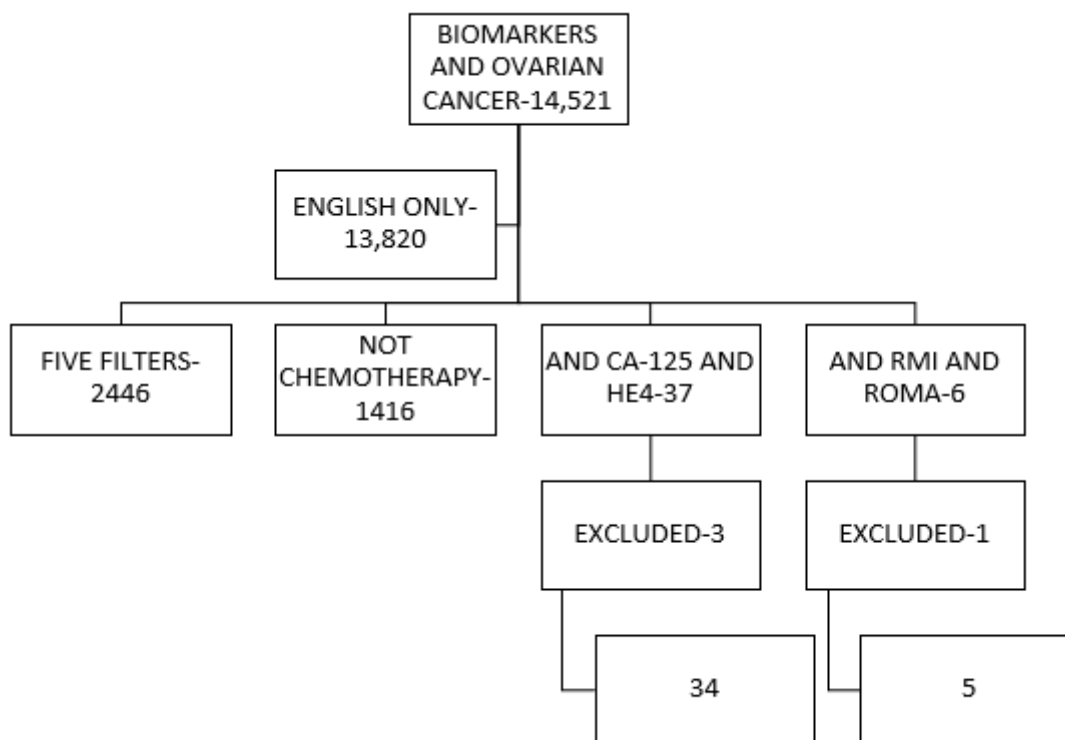 BIOMARKERS
AND OVARIAN
CANCER-14,521
ENGLISH ONLY-
13,820
FIVE FILTERS-
2446
NOT
CHEMOTHERAPY-
1416
AND CA-125 AND
HE4-37
AND RMI AND
ROMA-6
EXCLUDED-3
EXCLUDED-1
34
5